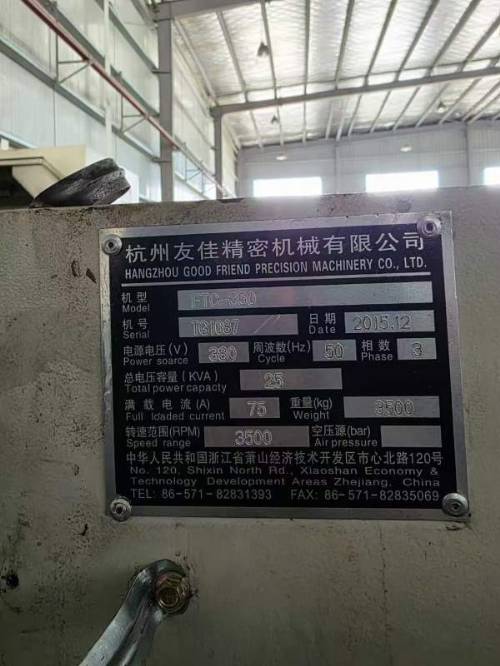 杭州友佳精密机械有限公司
HANGZHOU GOOD FRIEND PRECISION MACHINERY CO., LTD.
机型 Model FTC-350
机号 Serial
日期 Date 2015.12
电源电压(V) Power soarce 380
周波数(Hz) Cycle 50
相数 Phase 3
总电压容量(KVA) Total power capacity 25
满载电流(A) Full loaded current 75
重量(kg) Weight 3500
转速范围(RPM) Speed range 3500
空压源(bar) Air pressure
中华人民共和国浙江省萧山经济技术开发区市心北路120号
No. 120, Shixin North Rd., Xiaoshan Economy &
Technology Development Areas Zhejiang, China
TEL: 86-571-82831393 FAX: 86-571-82835069